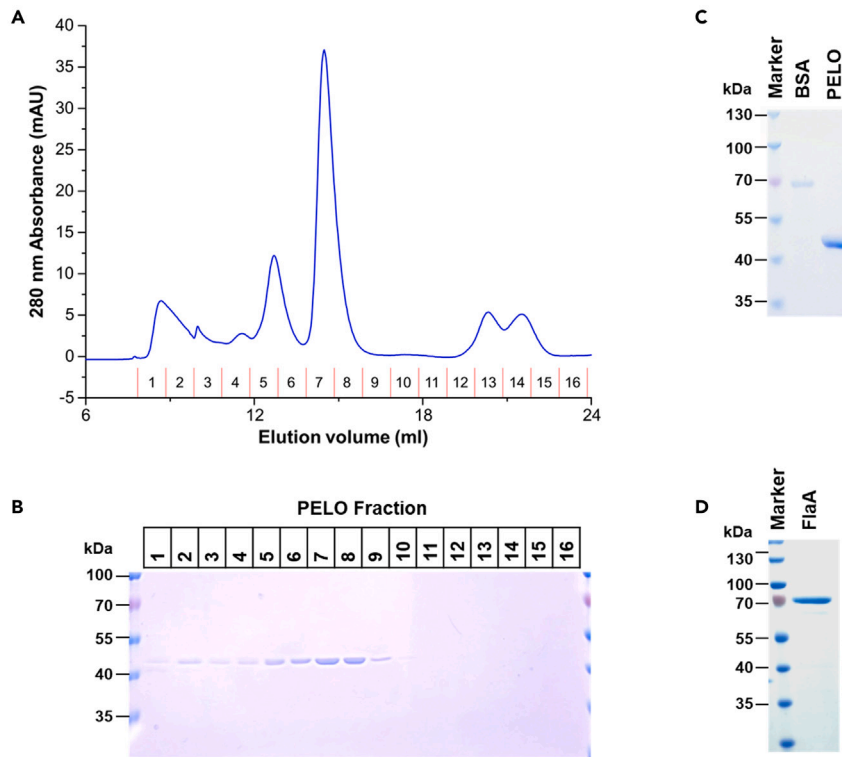 A
280 nm Absorbance (mAU)
40
35
30
25
20
15
10
5
0
-5
1 2 3 4 5 6 7 8 9 10 11 12 13 14 15 16
6 12 18 24
Elution volume (ml)
C
kDa Marker BSA PELO
130
100
70
55
40
35
B
PELO Fraction
kDa 1 2 3 4 5 6 7 8 9 10 11 12 13 14 15 16
100
70
55
40
35
D
kDa Marker FlaA
130
100
70
55
40
35